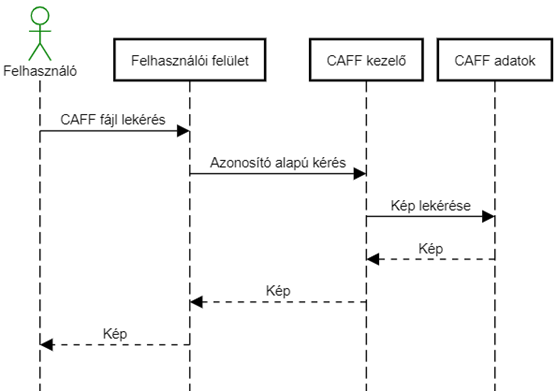 Felhasználó
Felhasználói felület
CAFF kezelő
CAFF adatok
CAFF fájl lekérés
Azonosító alapú kérés
Kép lekérése
Kép
Kép
Kép